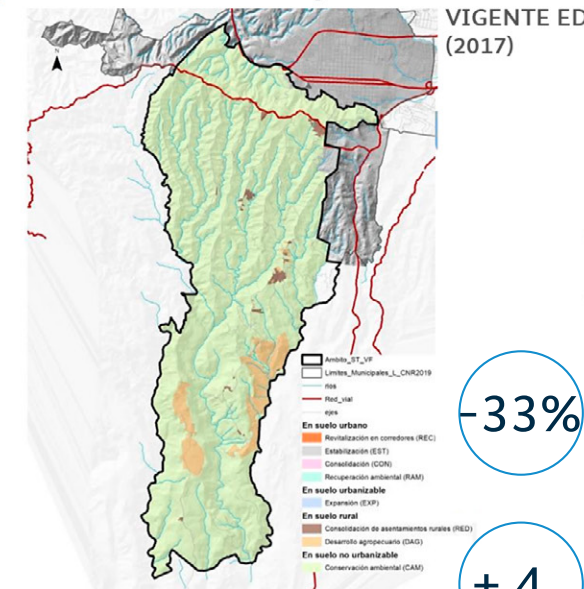 VIGENTE ED
(2017)
N
Ambito_ST_VF
Limites_Municipales_L_CNR2019
rios
Red_vial
ejes
En suelo urbano
Revitalización en corredores (REC)
Estabilización (EST)
Consolidación (CON)
Recuperación ambiental (RAM)
En suelo urbanizable
Expansión (EXP)
En suelo rural
Consolidación de asentamientos rurales (RED)
Desarrollo agropecuario (DAG)
En suelo no urbanizable
Conservación ambiental (CAM)
-33%
+ 4